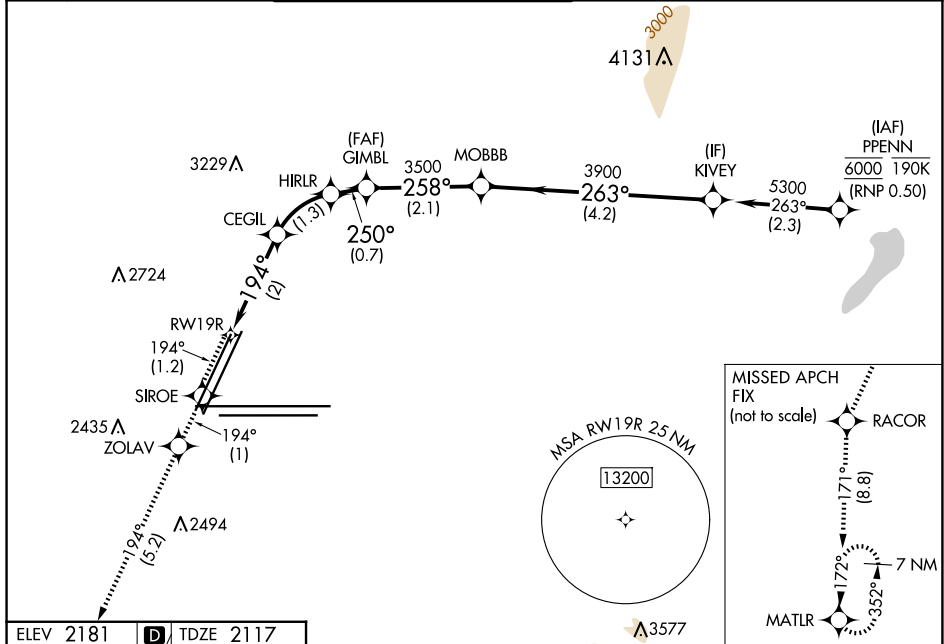 3000
4131
(IAF)
PPENN
6000 190K
(RNP 0.50)
(FAF)
GIMBL
3500
258°
(2.1)
MOBBB
3900
263°
(4.2)
(IF)
KIVEY
5300
263°
(2.3)
3229
HIRLR
CEGIL
(1.3)
250°
(0.7)
194°
(2)
2724
RW19R
194°
(1.2)
SIROE
2435
ZOLAV
194°
(1)
2494
194°
(5.2)
MSA RW19R 25 NM
13200
MISSED APCH
FIX
(not to scale)
RACOR
171°
(8.8)
7 NM
172°
352°
MATLR
3577
ELEV 2181 D TDZE 2117